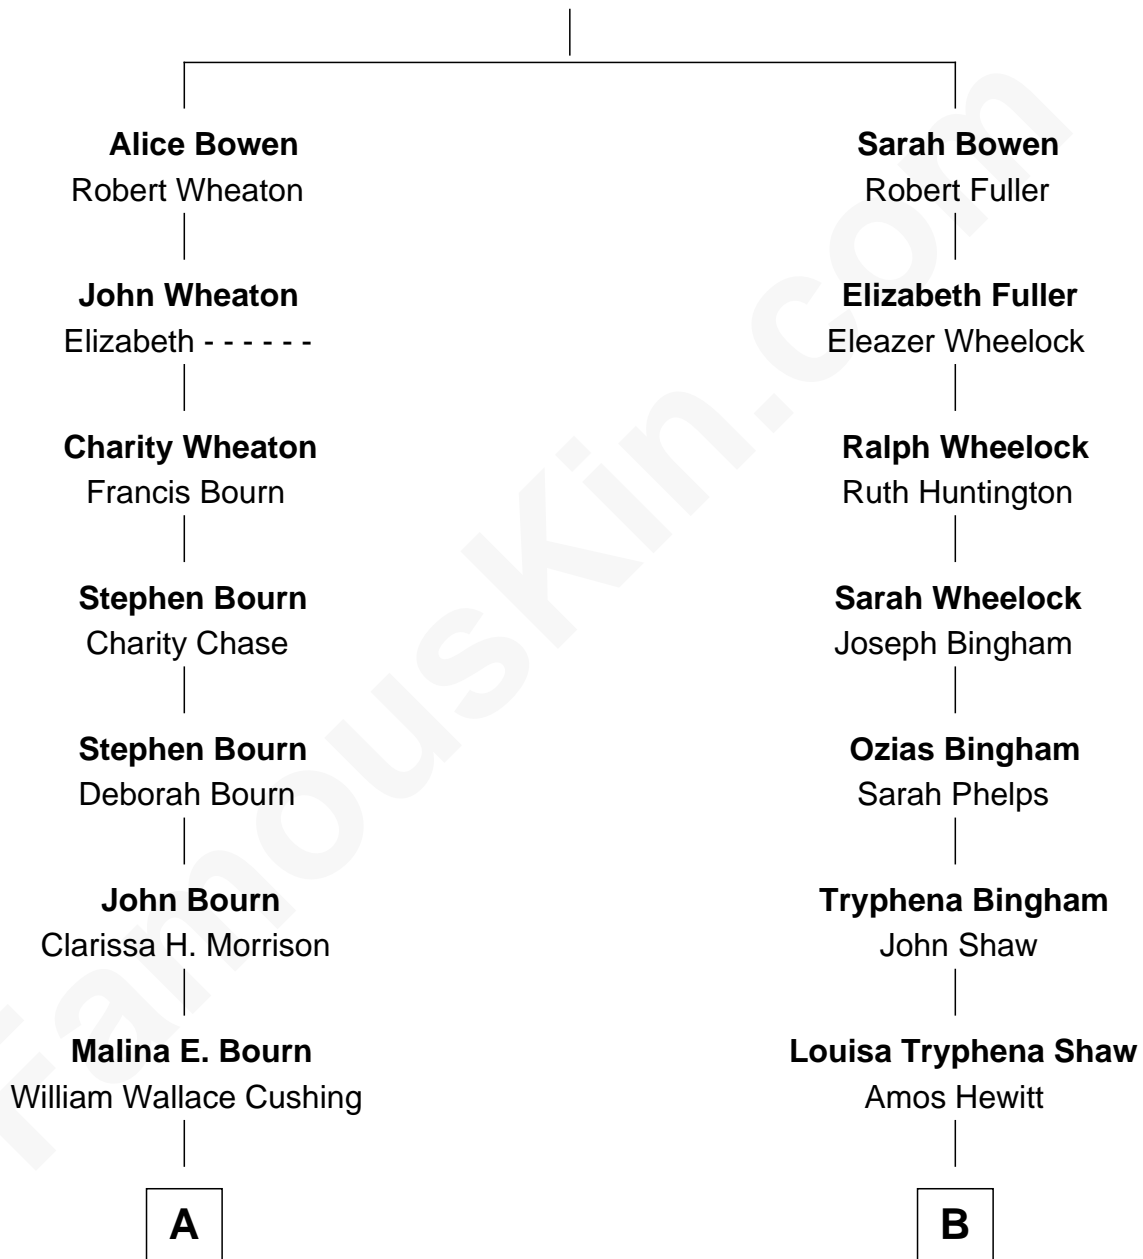 Alice Bowen
Robert Wheaton
John Wheaton
Elizabeth - - - - - -
Charity Wheaton
Francis Bourn
Stephen Bourn
Charity Chase
Stephen Bourn
Deborah Bourn
John Bourn
Clarissa H. Morrison
Malina E. Bourn
William Wallace Cushing
A
Sarah Bowen
Robert Fuller
Elizabeth Fuller
Eleazer Wheelock
Ralph Wheelock
Ruth Huntington
Sarah Wheelock
Joseph Bingham
Ozias Bingham
Sarah Phelps
Tryphena Bingham
John Shaw
Louisa Tryphena Shaw
Amos Hewitt
B
FamousKin.com